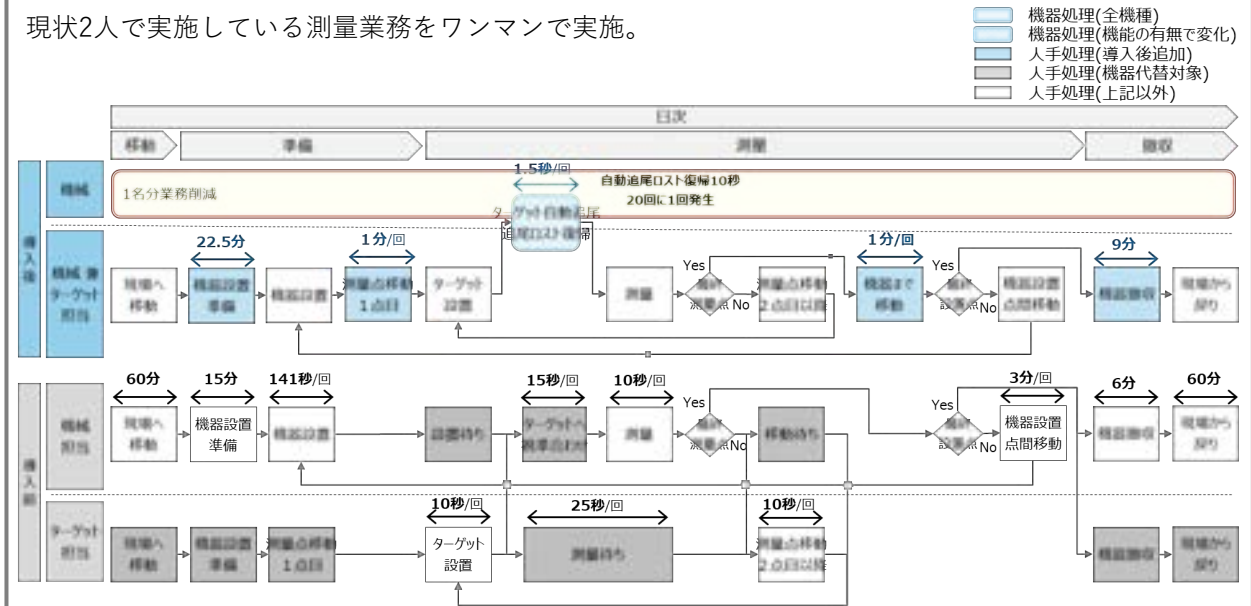 現状2人で実施している測量業務をワンマンで実施。
機器処理(全機種)
機器処理(機能の有無で変化)
人手処理(導入後追加)
人手処理(機器代替対象)
人手処理(上記以外)
日次
移動
準備
測量
撤収
1.5秒/回
自動追尾ロスト復帰10秒
20回に1回発生
機械
1名分業務削減
ターゲット自動追尾
追尾ロスト復帰
導入後
機械 兼
ターゲット
担当
22.5分
1分/回
1分/回
9分
現場へ
移動
機器設置
準備
機器設置
測量点移動
1点目
ターゲット
設置
測量
Yes
最終
測量点
No
測量点移動
2点目以降
機器まで
移動
Yes
最終
設置点
No
機器設置
点間移動
機器撤収
現場から
戻り
60分
15分
141秒/回
15秒/回
10秒/回
3分/回
6分
60分
導入前
機械
担当
現場へ
移動
機器設置
準備
機器設置
設置待ち
ターゲットへ
視準合わせ
測量
Yes
最終
測量点
No
移動待ち
Yes
最終
設置点
No
機器設置
点間移動
機器撤収
現場から
戻り
10秒/回
25秒/回
10秒/回
ターゲット
担当
現場へ
移動
機器設置
準備
測量点移動
1点目
ターゲット
設置
測量待ち
測量点移動
2点目以降
機器撤収
現場から
戻り